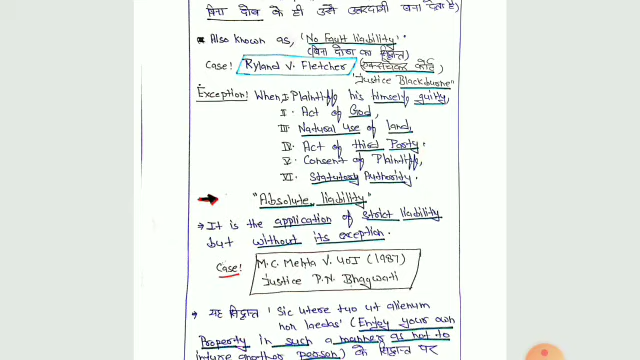 बिना दोष के ही उसे उत्तरदायी बना देता है
Also known as, "No Fault liability"
(बिना दोष का सिद्धान्त)
Case! Ryland V. Fletcher (एक्सचेकर कोर्ट)
"Justice Blackburne"
Exception! When I. Plaintiff his himself guilty,
II. Act of God,
III. Natural use of land,
IV. Act of third Party
V. Consent of Plaintiff,
VI. Statutory Authority.
"Absolute liability"
It is the application of strict liability
but without its exception.
Case! M.C. Mehta V. UOI (1987)
Justice P.N. Bhagwati
यह सिद्धान्त 'Sic utere tuo ut alienum
non laedas' (Enjoy your own
Property in such a manner as not to
injure another person) के सिद्धान्त पर